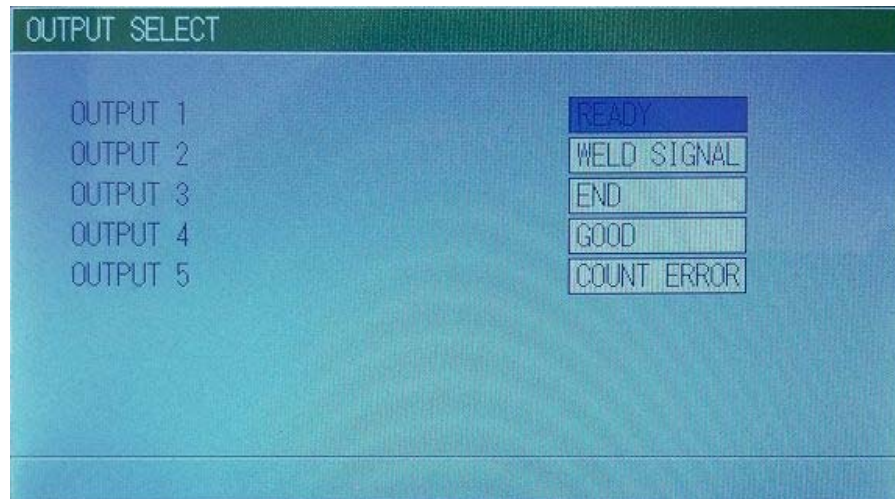 OUTPUT SELECT
OUTPUT 1 READY
OUTPUT 2 WELD SIGNAL
OUTPUT 3 END
OUTPUT 4 GOOD
OUTPUT 5 COUNT ERROR